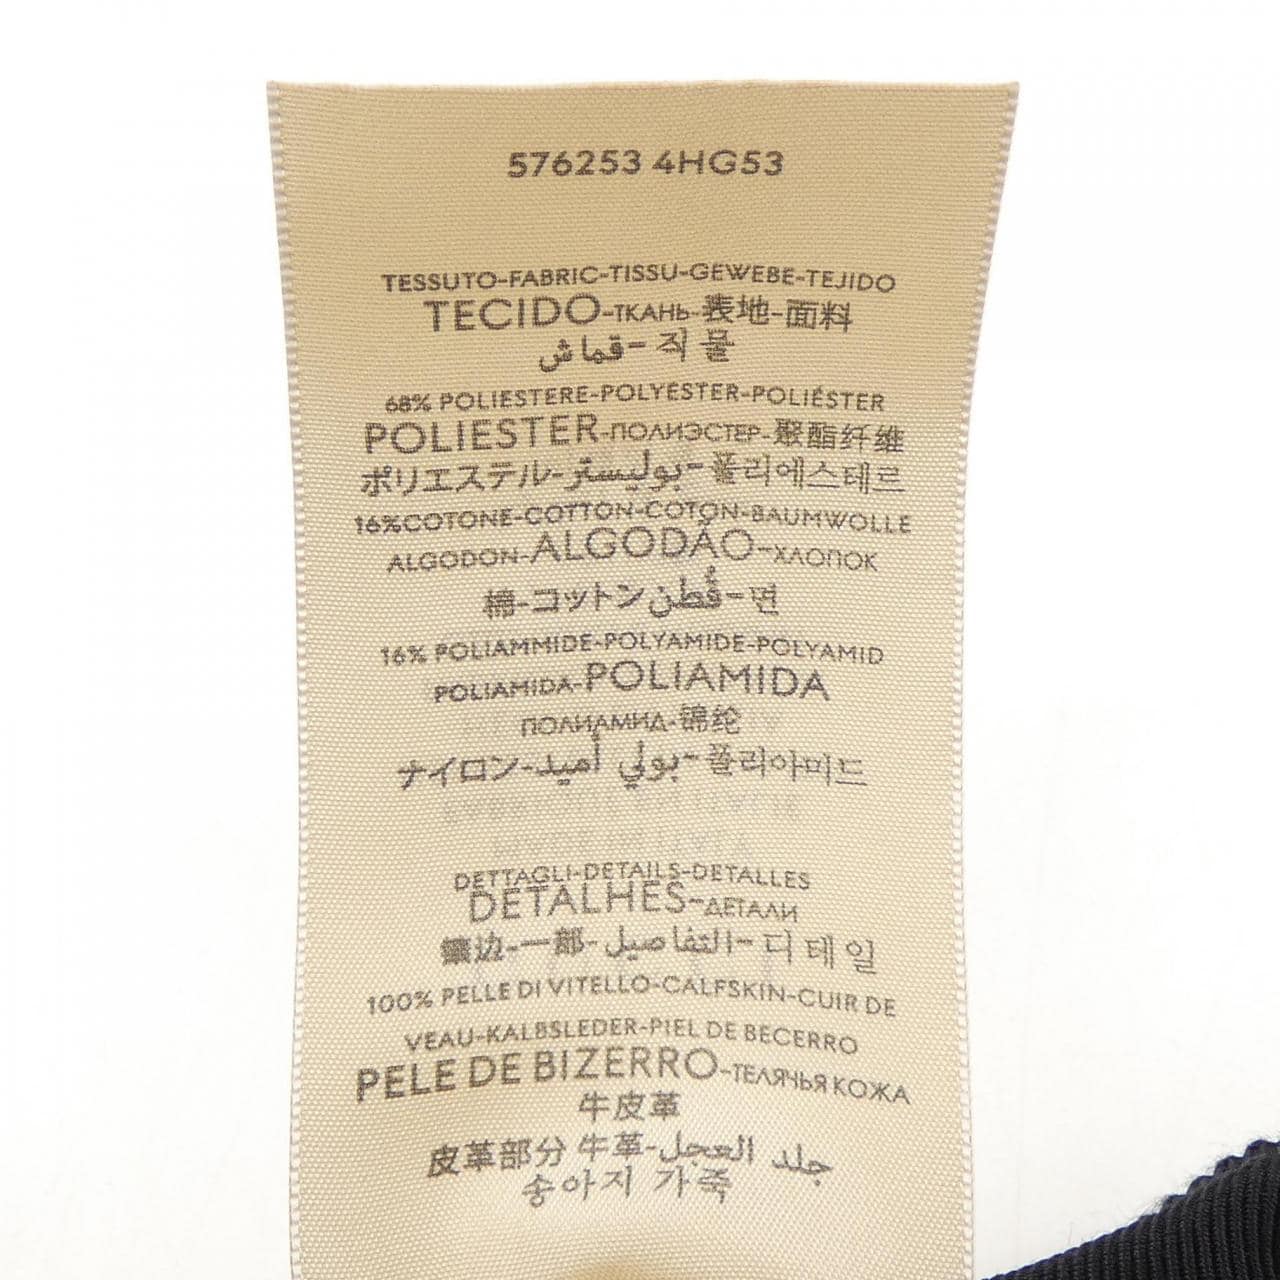 576253 4HG53
TESSUTO-FABRIC-TISSU-GEWEBE-TEJIDO
TECIDO-ТКАНЬ-表地-面料
قماش-직물
68% POLIESTERE-POLYESTER-POLIÉSTER
POLIESTER-ПОЛИЭСТЕР-聚酯纤维
ポリエステル-بوليستر-폴리에스테르
16%COTONE-COTTON-COTON-BAUMWOLLE
ALGODON-ALGODÃO-ХЛОПОК
棉-コットン قُطن-면
16% POLIAMMIDE-POLYAMIDE-POLYAMID
POLIAMIDA-POLIAMIDA
ПОЛИАМИД-锦纶
ナイロン-بولي أميد-폴리아미드
DETTAGLI-DETAILS-DETALLES
DETALHES-ДЕТАЛИ
镶边-一部-التفاصيل-디테일
100% PELLE DI VITELLO-CALFSKIN-CUIR DE
VEAU-KALBSLEDER-PIEL DE BECERRO
PELE DE BIZERRO-ТЕЛЯЧЬЯ КОЖА
牛皮革
皮革部分 牛革-جلد العجل
송아지 가죽